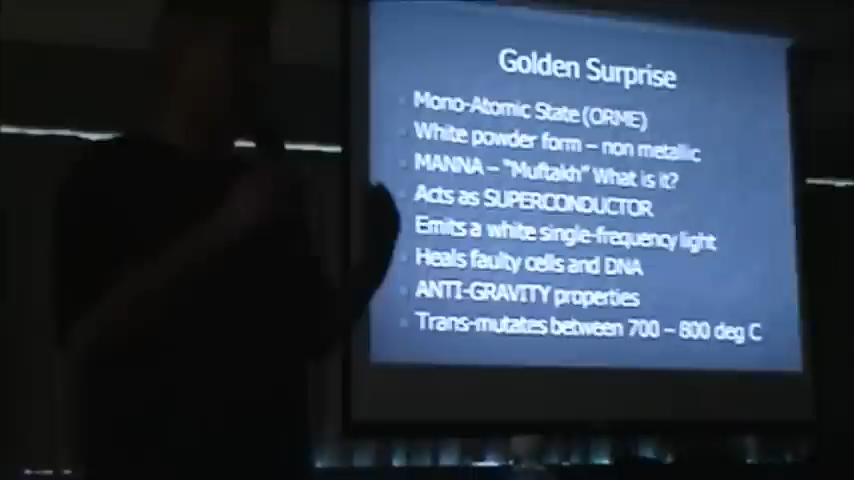 Golden Surprise
Mono-Atomic State (ORME)
White powder form – non metallic
MANNA – "Muftakh" What is it?
Acts as SUPERCONDUCTOR
Emits a white single-frequency light
Heals faulty cells and DNA
ANTI-GRAVITY properties
Trans-mutates between 700 – 800 deg C